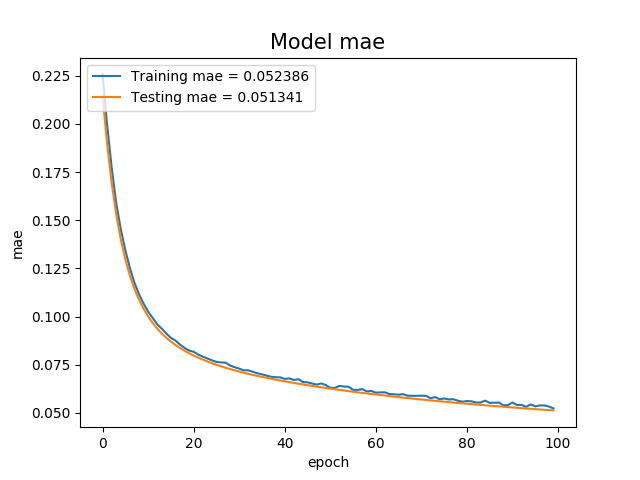 Model mae
Training mae = 0.052386
Testing mae = 0.051341
0.225
0.200
0.175
0.150
0.125
0.100
0.075
0.050
mae
0 20 40 60 80 100
epoch